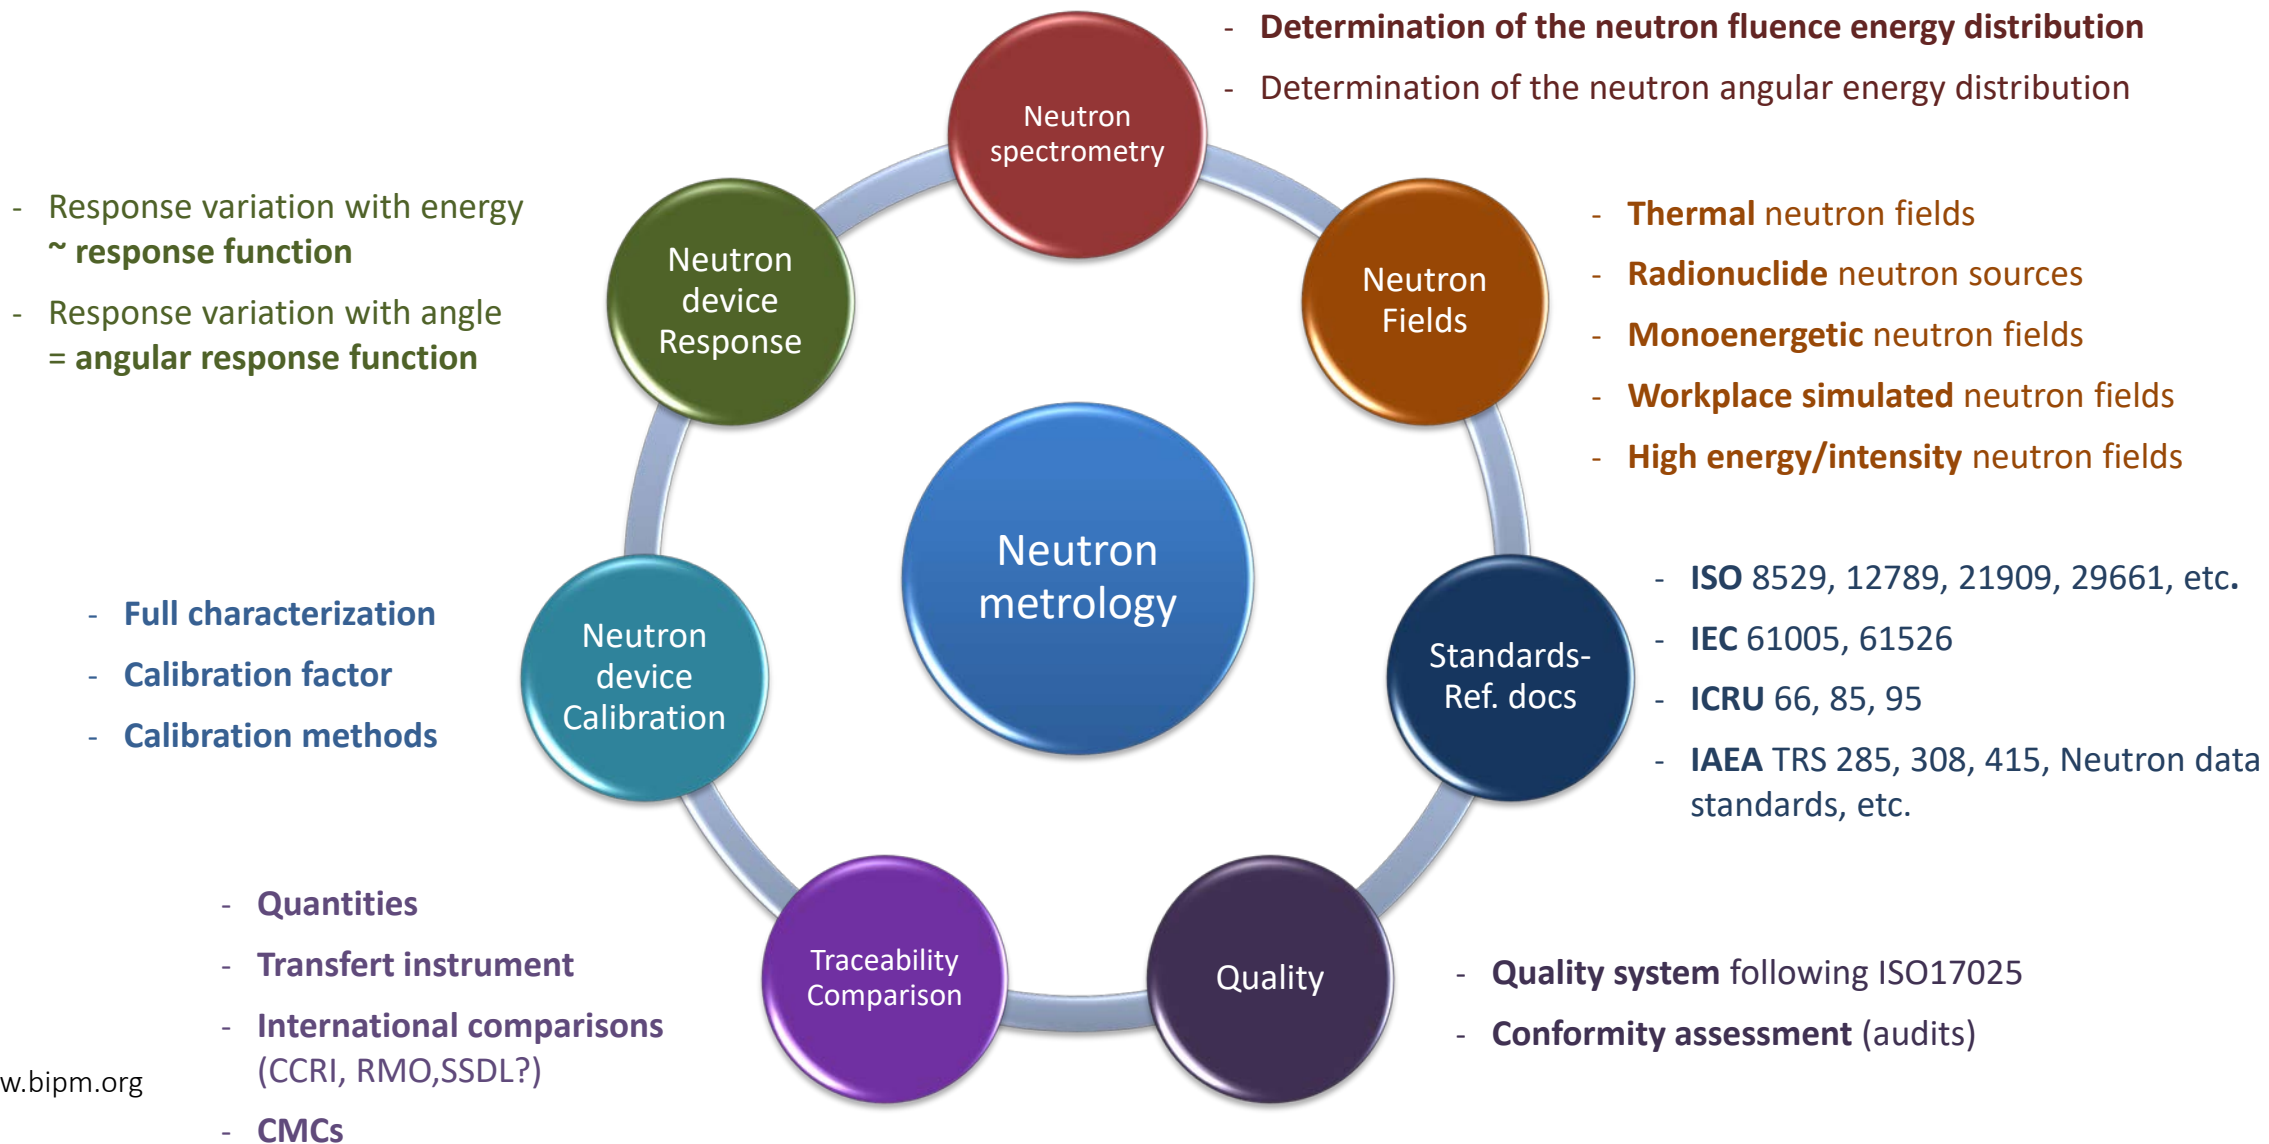 - Determination of the neutron fluence energy distribution
- Determination of the neutron angular energy distribution
Neutron
spectrometry
- Response variation with energy
~ response function
- Response variation with angle
= angular response function
Neutron
device
Response
Neutron
Fields
- Thermal neutron fields
- Radionuclide neutron sources
- Monoenergetic neutron fields
- Workplace simulated neutron fields
- High energy/intensity neutron fields
Neutron
metrology
- Full characterization
- Calibration factor
- Calibration methods
Neutron
device
Calibration
Standards-
Ref. docs
- ISO 8529, 12789, 21909, 29661, etc.
- IEC 61005, 61526
- ICRU 66, 85, 95
- IAEA TRS 285, 308, 415, Neutron data
standards, etc.
- Quantities
- Transfert instrument
- International comparisons
(CCRI, RMO,SSDL?)
- CMCs
Traceability
Comparison
Quality
- Quality system following ISO17025
- Conformity assessment (audits)
w.bipm.org